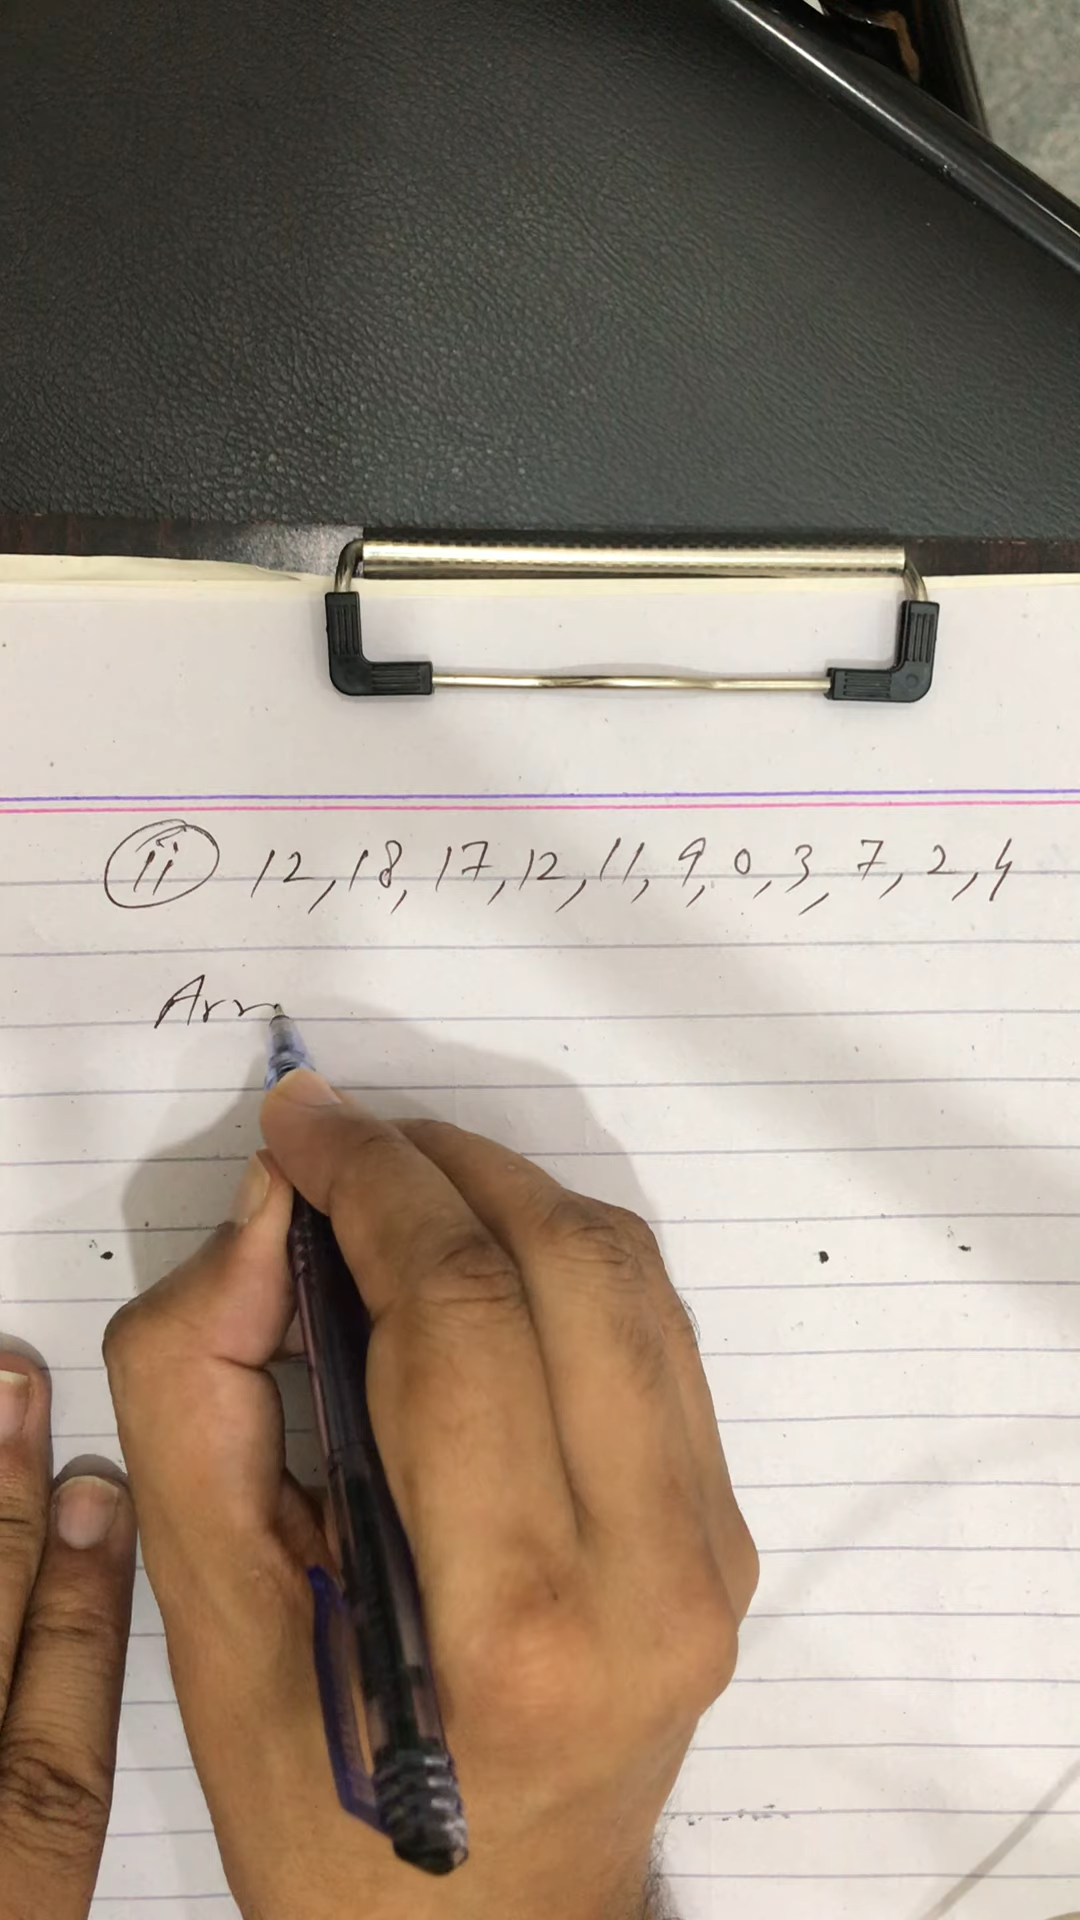 ii 12, 18, 17, 12, 11, 9, 0, 3, 7, 2, 4
Arr